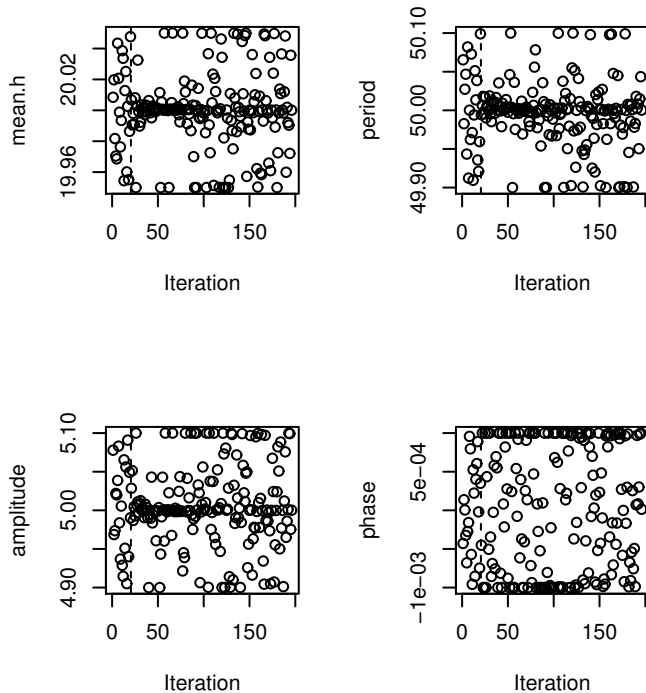 mean.h
20.02
19.96
0 50 150
Iteration
period
50.10
50.00
49.90
0 50 150
Iteration
amplitude
5.10
5.00
4.90
0 50 150
Iteration
phase
5e−04
−1e−03
0 50 150
Iteration